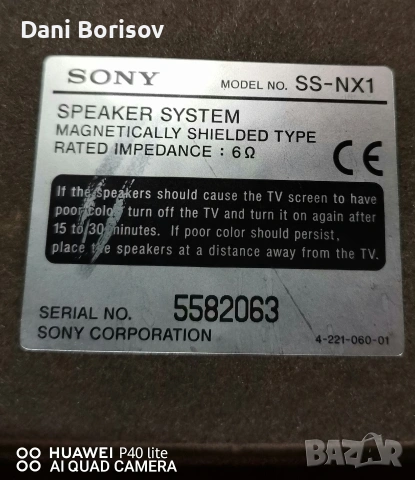 Dani Borisov
SONY MODEL NO. SS-NX1
SPEAKER SYSTEM
MAGNETICALLY SHIELDED TYPE
RATED IMPEDANCE : 6Ω
CE
If the speakers should cause the TV screen to have
poor color, turn off the TV and turn it on again after
15 to 30 minutes. If poor color should persist,
place the speakers at a distance away from the TV.
SERIAL NO. 5582063
SONY CORPORATION 4-221-060-01
HUAWEI P40 lite
AI QUAD CAMERA
BAZAR
bg